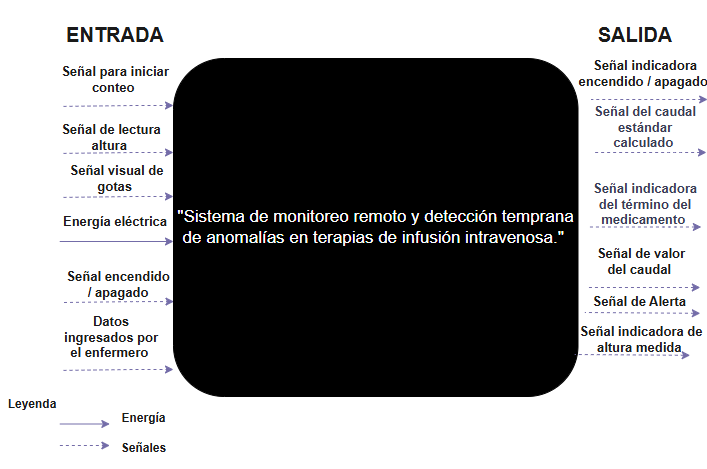 ENTRADA
Señal para iniciar
conteo
Señal de lectura
altura
Señal visual de
gotas
Energía eléctrica
Señal encendido
/ apagado
Datos
ingresados por
el enfermero
"Sistema de monitoreo remoto y detección temprana
de anomalías en terapias de infusión intravenosa."
SALIDA
Señal indicadora
encendido / apagado
Señal del caudal
estándar
calculado
Señal indicadora
del término del
medicamento
Señal de valor
del caudal
Señal de Alerta
Señal indicadora de
altura medida
Leyenda
Energía
Señales